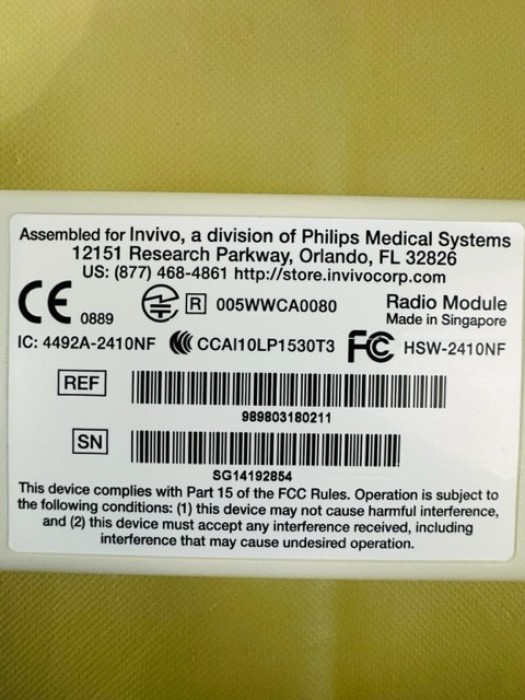 Assembled for Invivo, a division of Philips Medical Systems
12151 Research Parkway, Orlando, FL 32826
US: (877) 468-4861 http://store.invivocorp.com
CE 0889 R 005WWCA0080 Radio Module
Made in Singapore
IC: 4492A-2410NF CCAI10LP1530T3 FC HSW-2410NF
REF
989803180211
SN
SG14192854
This device complies with Part 15 of the FCC Rules. Operation is subject to
the following conditions: (1) this device may not cause harmful interference,
and (2) this device must accept any interference received, including
interference that may cause undesired operation.